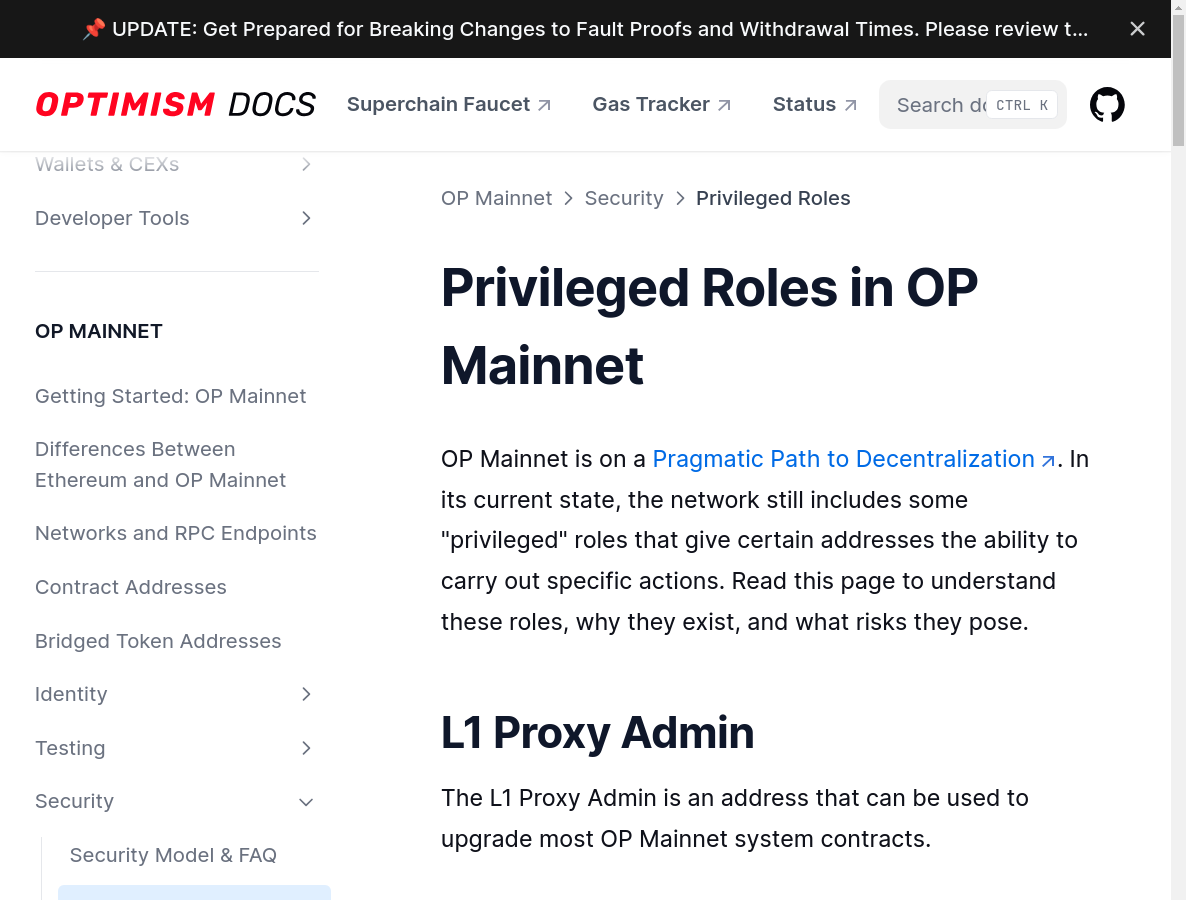 📌 UPDATE: Get Prepared for Breaking Changes to Fault Proofs and Withdrawal Times. Please review t...
OPTIMISM DOCS
Superchain Faucet
Gas Tracker
Status
Search do
CTRL K
Wallets & CEXs
Developer Tools
OP MAINNET
Getting Started: OP Mainnet
Differences Between
Ethereum and OP Mainnet
Networks and RPC Endpoints
Contract Addresses
Bridged Token Addresses
Identity
Testing
Security
Security Model & FAQ
OP Mainnet > Security > Privileged Roles
Privileged Roles in OP
Mainnet
OP Mainnet is on a Pragmatic Path to Decentralization ↗. In
its current state, the network still includes some
"privileged" roles that give certain addresses the ability to
carry out specific actions. Read this page to understand
these roles, why they exist, and what risks they pose.
L1 Proxy Admin
The L1 Proxy Admin is an address that can be used to
upgrade most OP Mainnet system contracts.